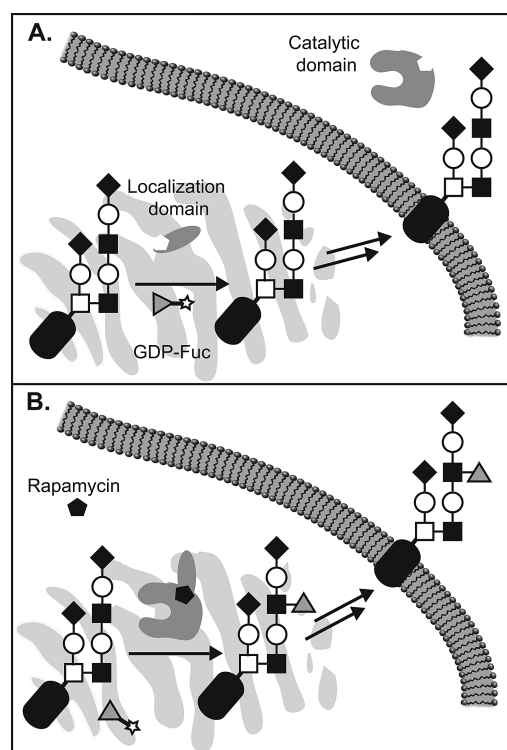 A.
Catalytic
domain
Localization
domain
GDP-Fuc
B.
Rapamycin